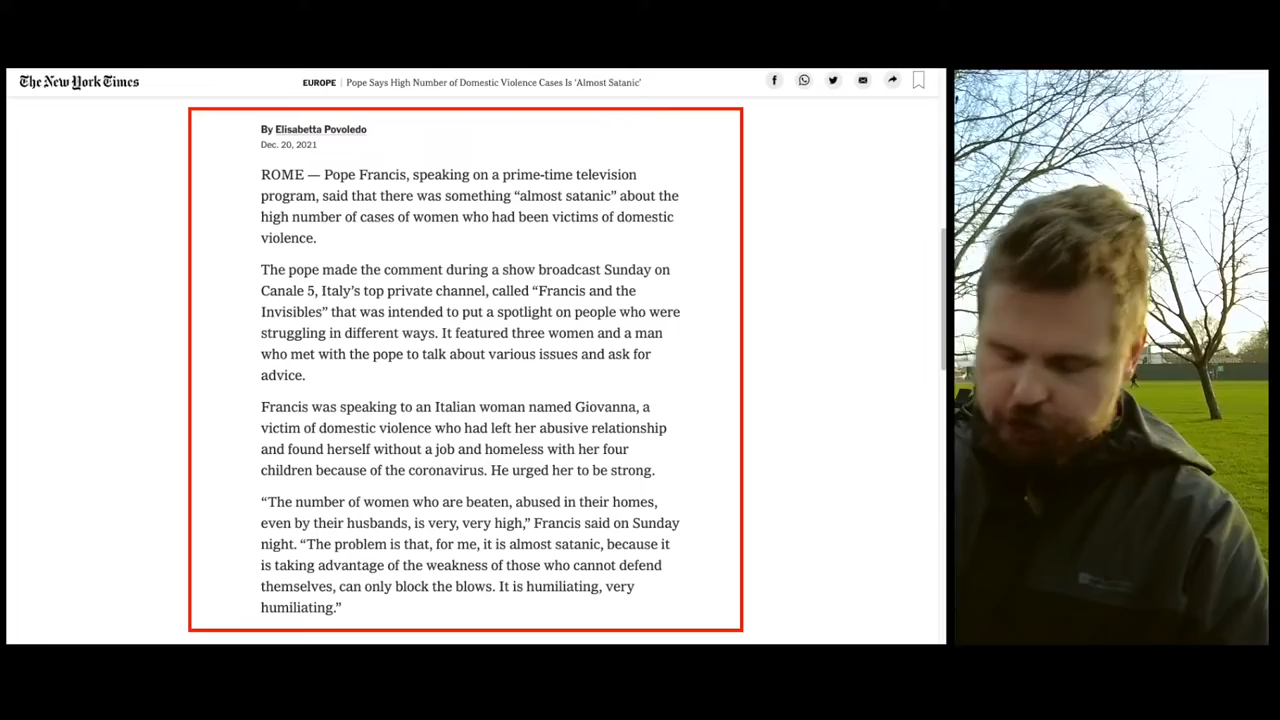 The New York Times
EUROPE | Pope Says High Number of Domestic Violence Cases Is ‘Almost Satanic’
By Elisabetta Povoledo
Dec. 20, 2021
ROME — Pope Francis, speaking on a prime-time television
program, said that there was something “almost satanic” about the
high number of cases of women who had been victims of domestic
violence.
The pope made the comment during a show broadcast Sunday on
Canale 5, Italy’s top private channel, called “Francis and the
Invisibles” that was intended to put a spotlight on people who were
struggling in different ways. It featured three women and a man
who met with the pope to talk about various issues and ask for
advice.
Francis was speaking to an Italian woman named Giovanna, a
victim of domestic violence who had left her abusive relationship
and found herself without a job and homeless with her four
children because of the coronavirus. He urged her to be strong.
“The number of women who are beaten, abused in their homes,
even by their husbands, is very, very high,” Francis said on Sunday
night. “The problem is that, for me, it is almost satanic, because it
is taking advantage of the weakness of those who cannot defend
themselves, can only block the blows. It is humiliating, very
humiliating.”